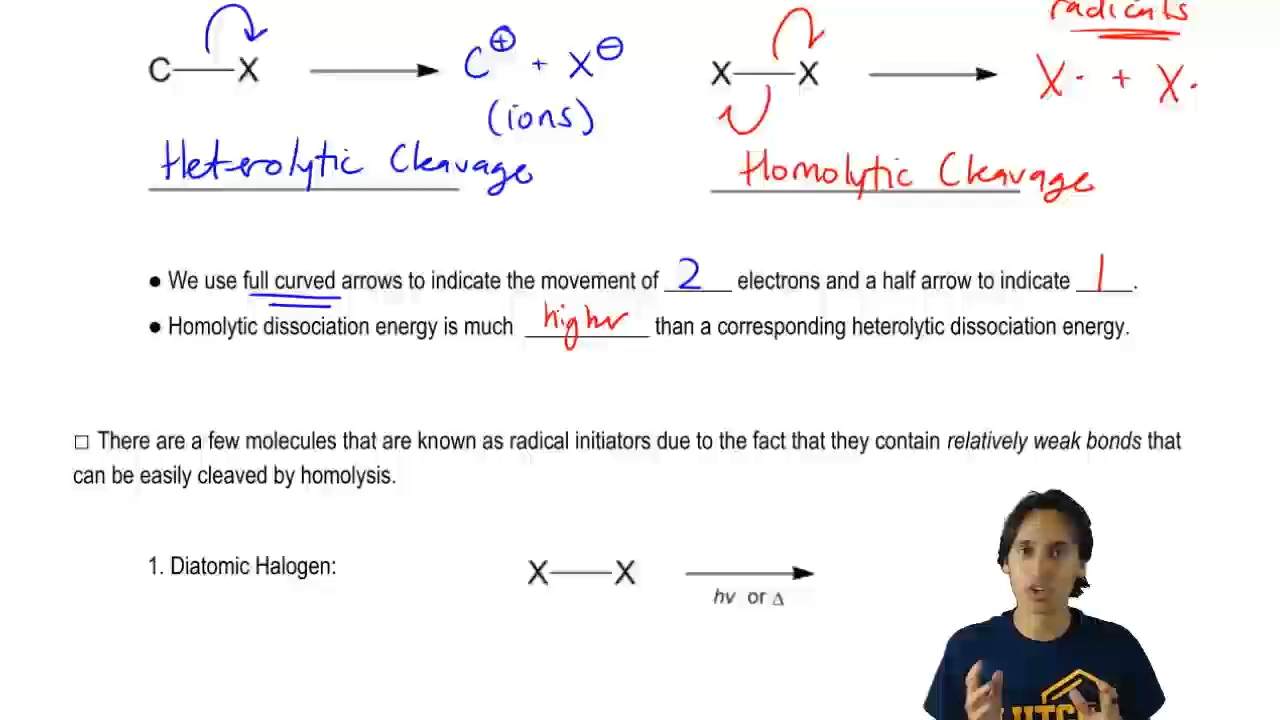 radicals
C — X → C⊕ + X⊖
X — X → X· + X·
(ions)
Heterolytic Cleavage
Homolytic Cleavage
● We use full curved arrows to indicate the movement of 2 electrons and a half arrow to indicate 1.
● Homolytic dissociation energy is much higher than a corresponding heterolytic dissociation energy.
□ There are a few molecules that are known as radical initiators due to the fact that they contain relatively weak bonds that
can be easily cleaved by homolysis.
1. Diatomic Halogen:
X — X →
hv or Δ